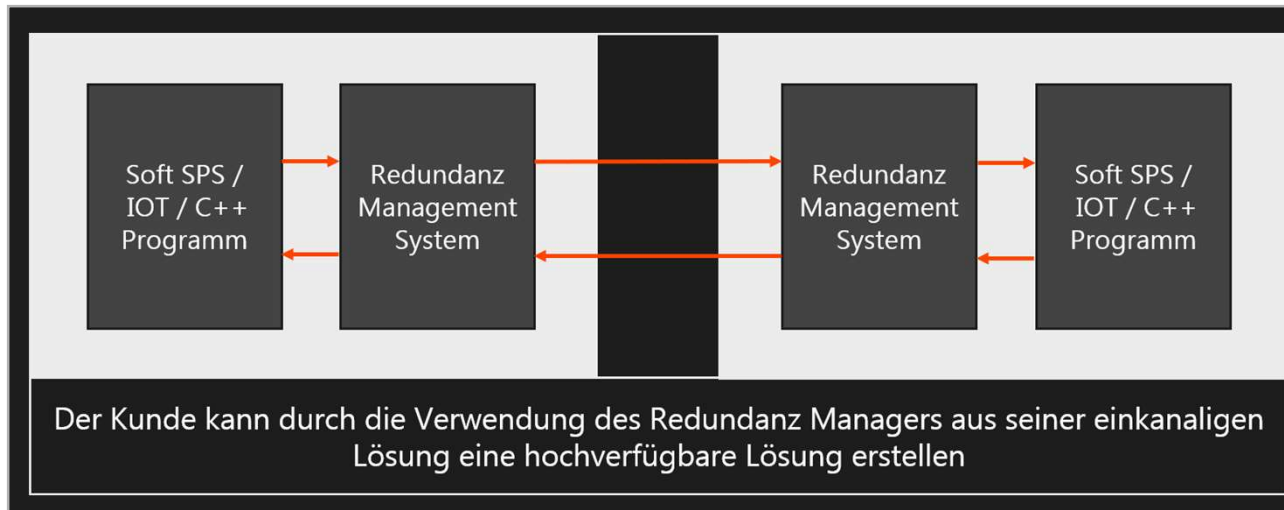 Soft SPS /
IOT / C++
Programm
Redundanz
Management
System
Redundanz
Management
System
Soft SPS /
IOT / C++
Programm
Der Kunde kann durch die Verwendung des Redundanz Managers aus seiner einkanaligen
Lösung eine hochverfügbare Lösung erstellen